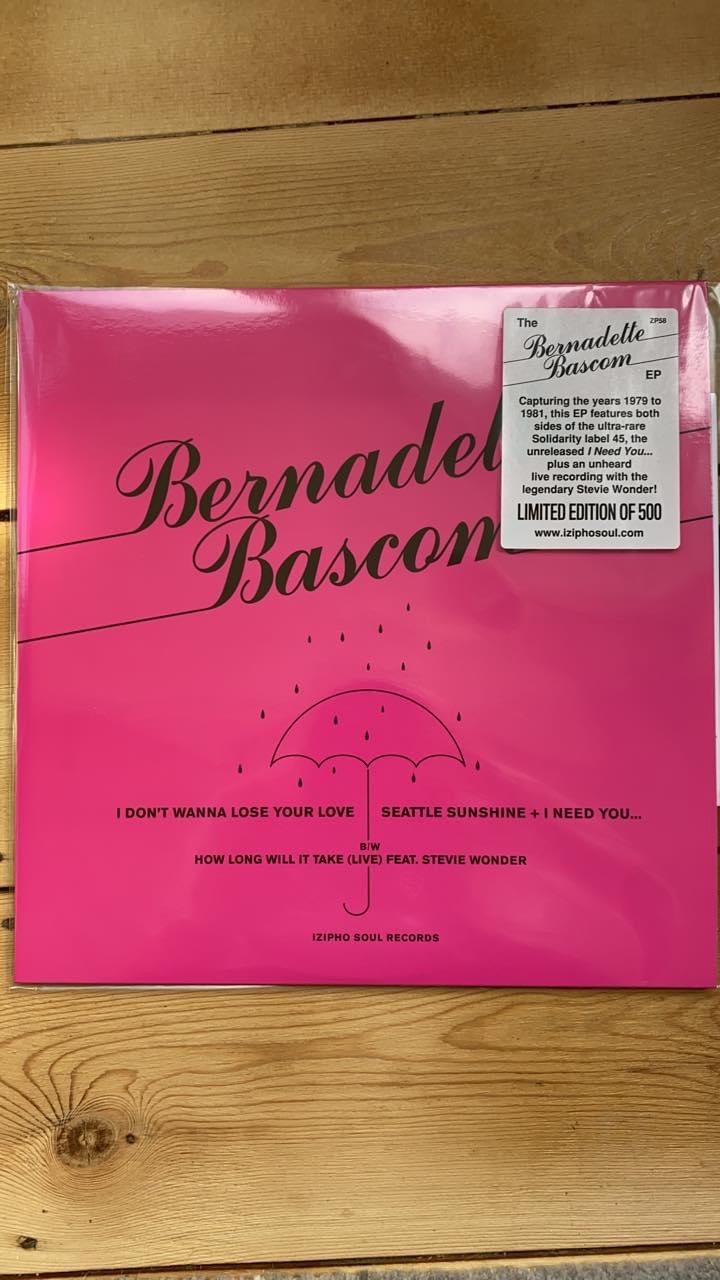 The
ZP58
Bernadette
Bascom
EP
Capturing the years 1979 to
1981, this EP features both
sides of the ultra-rare
Solidarity label 45, the
unreleased I Need You...
plus an unheard
live recording with the
legendary Stevie Wonder!
LIMITED EDITION OF 500
www.iziphosoul.com
Bernadet
Bascom
I DON'T WANNA LOSE YOUR LOVE
SEATTLE SUNSHINE + I NEED YOU...
B/W
HOW LONG WILL IT TAKE (LIVE) FEAT. STEVIE WONDER
IZIPHO SOUL RECORDS